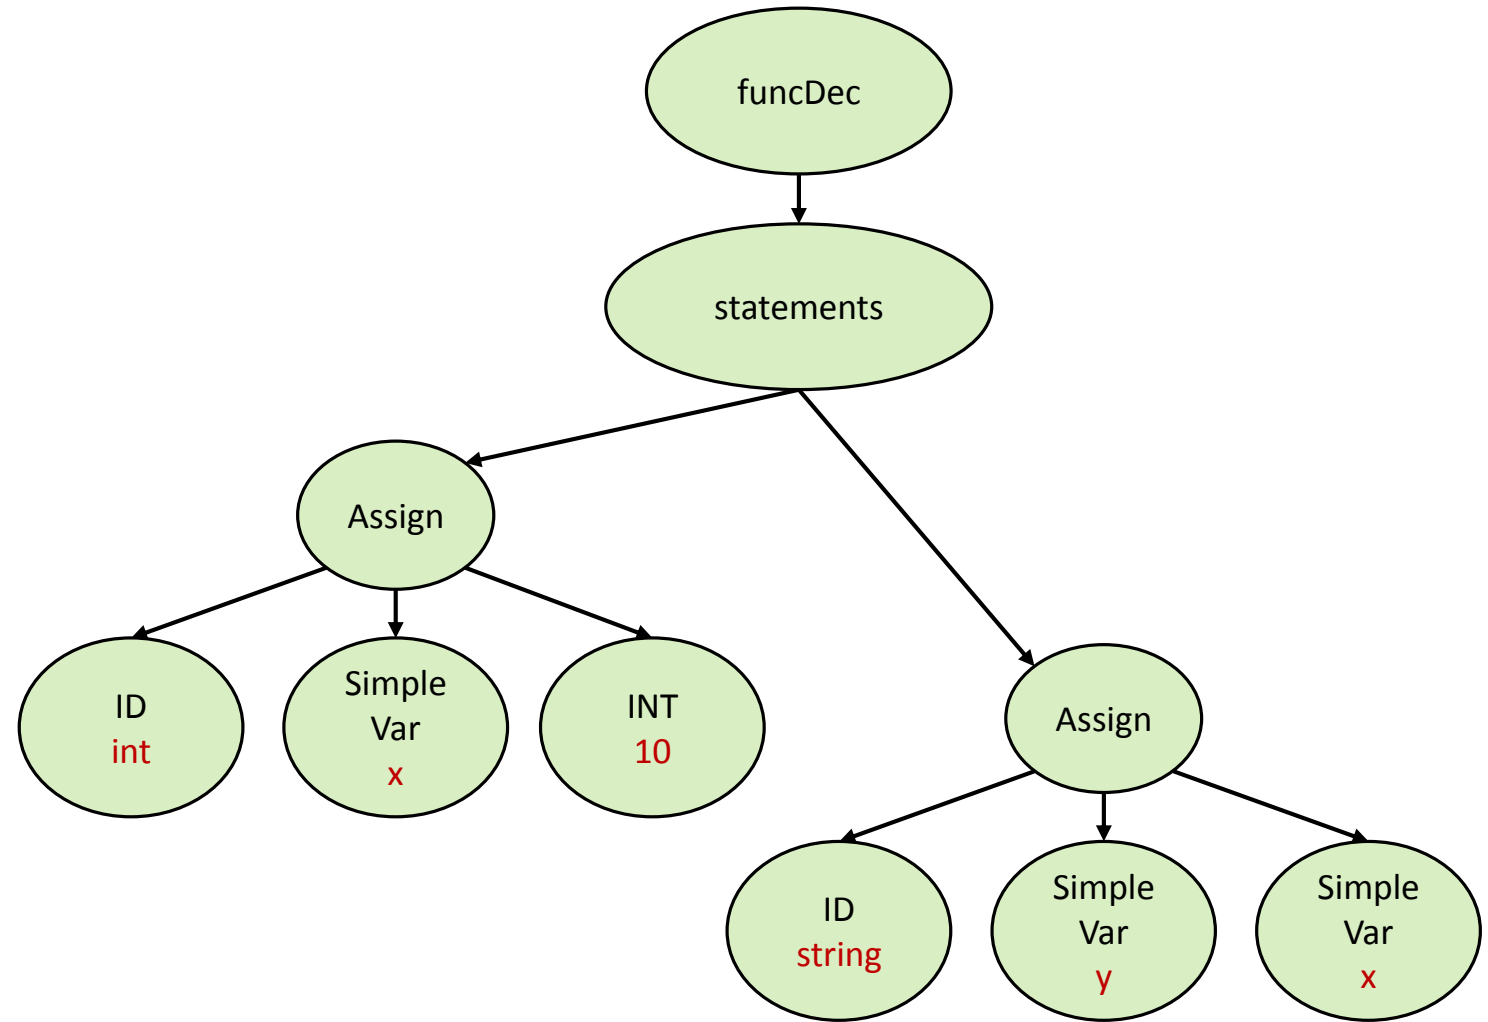 funcDec
statements
Assign
ID
int
Simple
Var
x
INT
10
Assign
ID
string
Simple
Var
y
Simple
Var
x